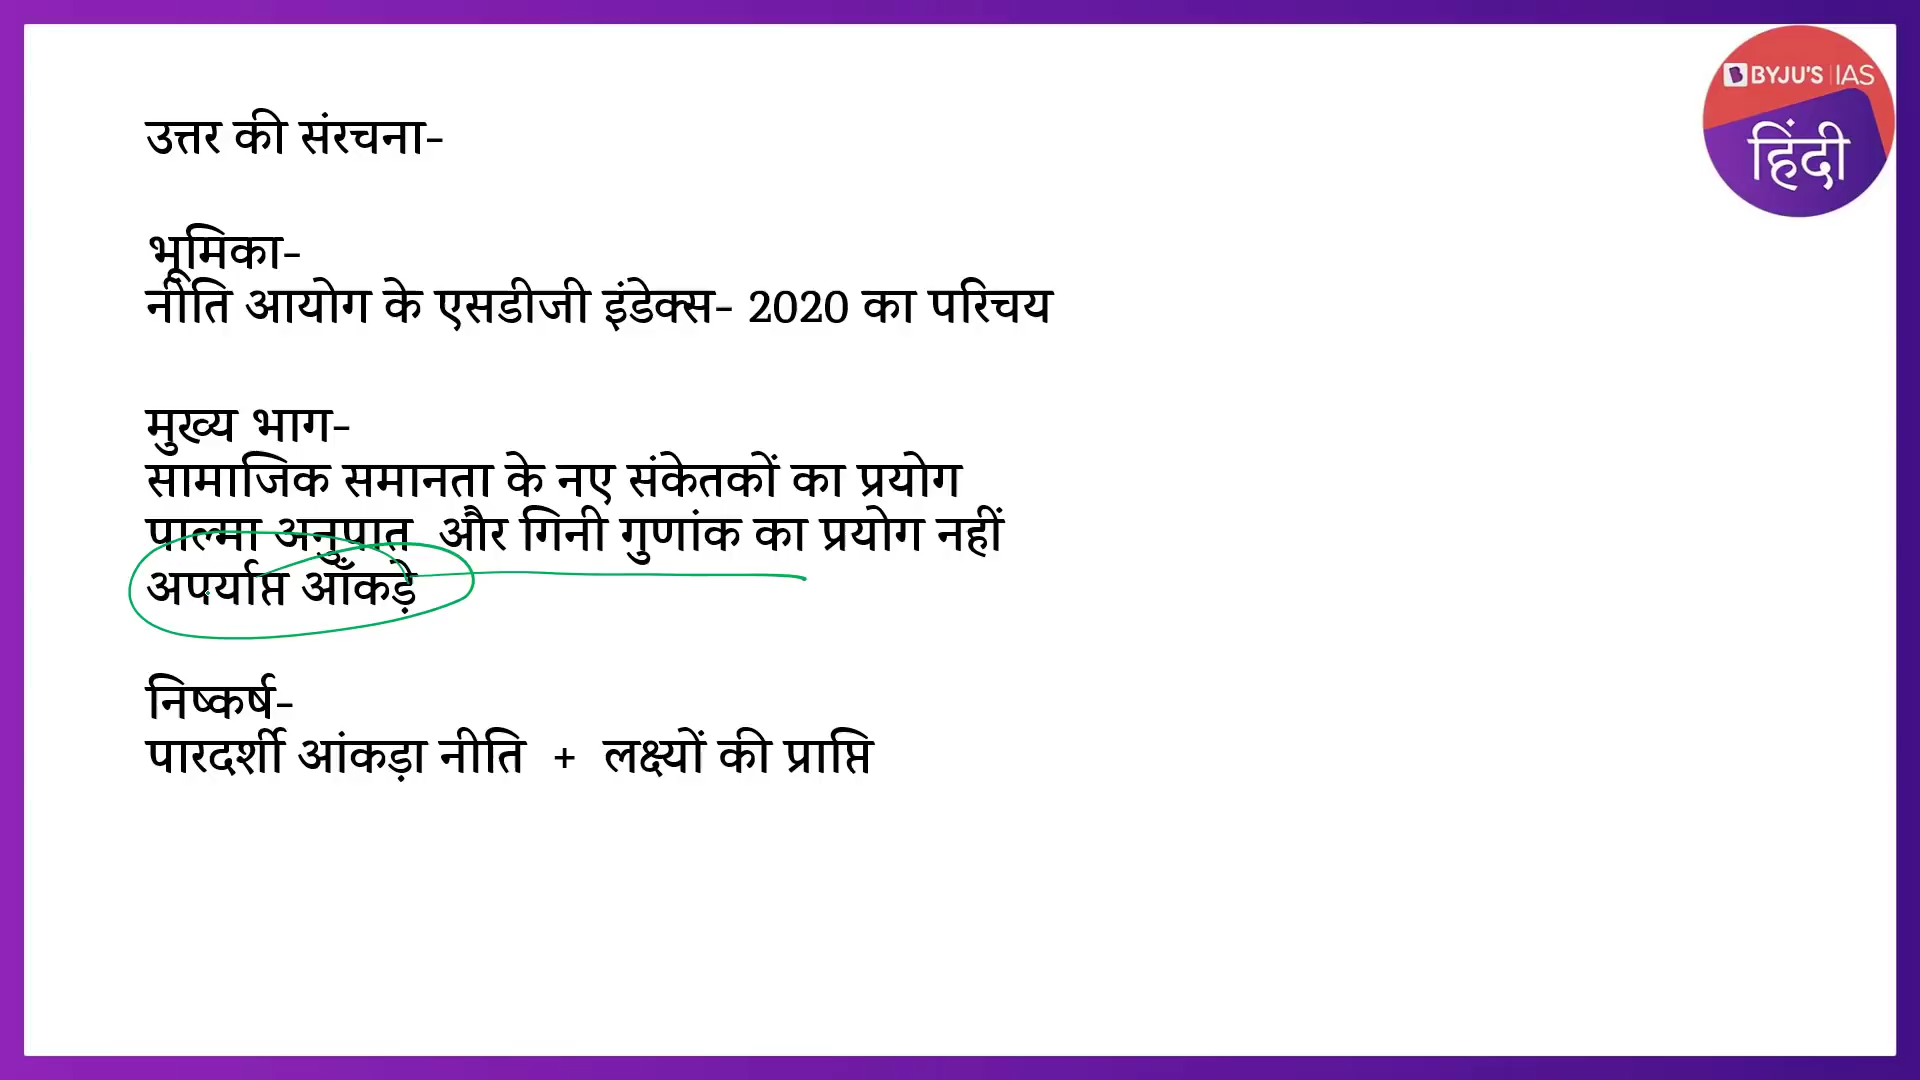 BYJU'S IAS
हिंदी
उत्तर की संरचना-
भूमिका-
नीति आयोग के एसडीजी इंडेक्स- 2020 का परिचय
मुख्य भाग-
सामाजिक समानता के नए संकेतकों का प्रयोग
पाल्मा अनुपात और गिनी गुणांक का प्रयोग नहीं
अपर्याप्त आँकड़े
निष्कर्ष-
पारदर्शी आंकड़ा नीति + लक्ष्यों की प्राप्ति